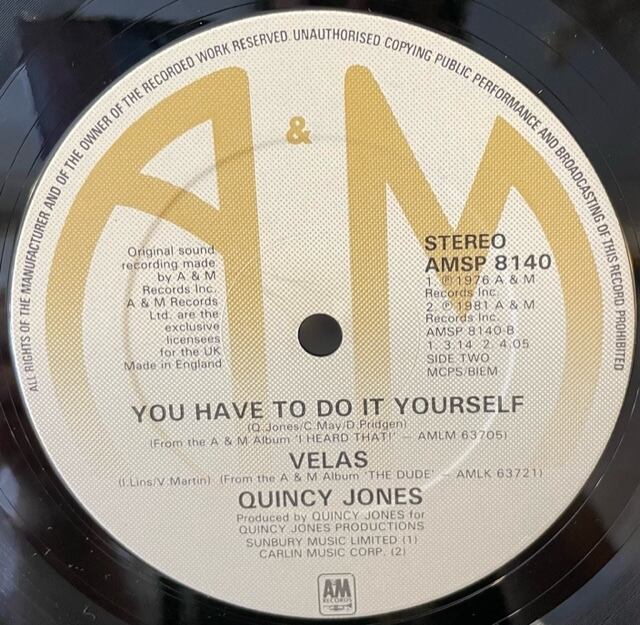 ALL RIGHTS OF THE MANUFACTURER AND OF THE OWNER OF THE RECORDED WORK RESERVED. UNAUTHORISED COPYING PUBLIC PERFORMANCE AND BROADCASTING OF THIS RECORD PROHIBITED
A & M
Original sound
recording made
by A & M
Records Inc.
A & M Records
Ltd. are the
exclusive
licensees
for the UK
Made in England
STEREO
AMSP 8140
1. ℗ 1976 A & M
Records Inc.
2. ℗ 1981 A & M
Records Inc.
AMSP 8140-B
1. 3.14 2. 4.05
SIDE TWO
MCPS/BIEM
YOU HAVE TO DO IT YOURSELF
(Q.Jones/C.May/D.Pridgen)
(From the A & M Album 'I HEARD THAT!' — AMLM 63705)
VELAS
(I.Lins/V.Martin) (From the A & M Album 'THE DUDE' — AMLK 63721)
QUINCY JONES
Produced by QUINCY JONES for
QUINCY JONES PRODUCTIONS
SUNBURY MUSIC LIMITED (1)
CARLIN MUSIC CORP. (2)
AM
RECORDS